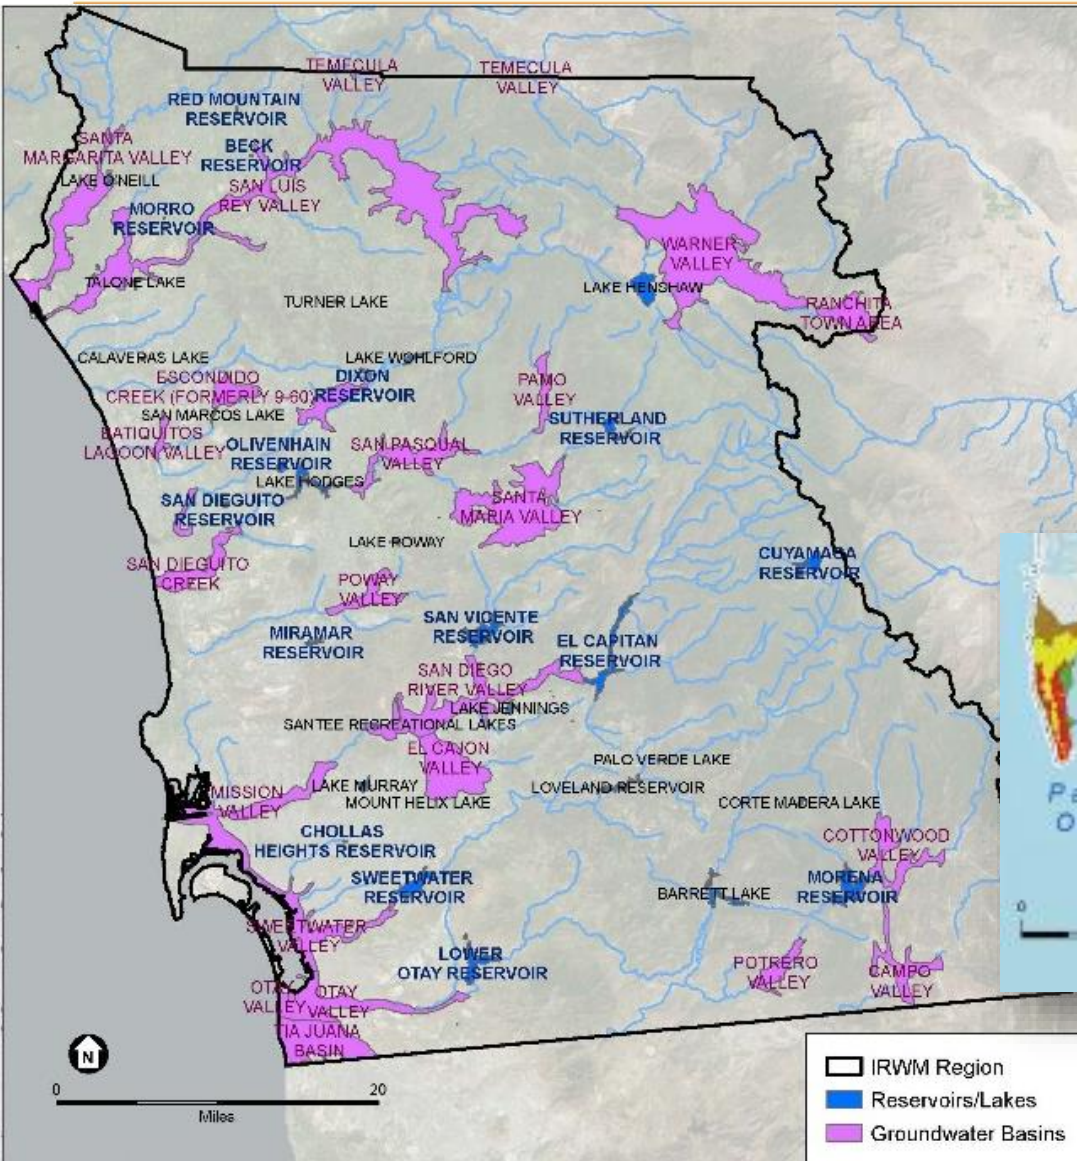 TEMECULA
VALLEY
TEMECULA
VALLEY
RED MOUNTAIN
RESERVOIR
SANTA
MARGARITA VALLEY
BECK
RESERVOIR
LAKE O'NEILL
SAN LUIS
REY VALLEY
MORRO
RESERVOIR
WARNER
VALLEY
TALONE LAKE
LAKE HENSHAW
TURNER LAKE
RANCHITA
TOWN AREA
CALAVERAS LAKE
LAKE WOHLFORD
ESCONDIDO
CREEK (FORMERLY 9-60)
DIXON
RESERVOIR
PAMO
VALLEY
SAN MARCOS LAKE
SUTHERLAND
RESERVOIR
BATIQUITOS
LAGOON VALLEY
OLIVENHAIN
RESERVOIR
SAN PASQUAL
VALLEY
LAKE HODGES
SAN DIEGUITO
RESERVOIR
SANTA
MARIA VALLEY
LAKE POWAY
CUYAMACA
RESERVOIR
SAN DIEGUITO
CREEK
POWAY
VALLEY
MIRAMAR
RESERVOIR
SAN VICENTE
RESERVOIR
EL CAPITAN
RESERVOIR
SAN DIEGO
RIVER VALLEY
LAKE JENNINGS
SANTEE RECREATIONAL LAKES
EL CAJON
VALLEY
PALO VERDE LAKE
LAKE MURRAY
LOVELAND RESERVOIR
MISSION
VALLEY
MOUNT HELIX LAKE
CORTE MADERA LAKE
CHOLLAS
HEIGHTS RESERVOIR
COTTONWOOD
VALLEY
SWEETWATER
RESERVOIR
MORENA
RESERVOIR
BARRETT LAKE
SWEETWATER
VALLEY
LOWER
OTAY RESERVOIR
POTRERO
VALLEY
CAMPO
VALLEY
OTAY
VALLEY
OTAY
VALLEY
TIA JUANA
BASIN
N
0 20
Miles
0
IRWM Region
Reservoirs/Lakes
Groundwater Basins